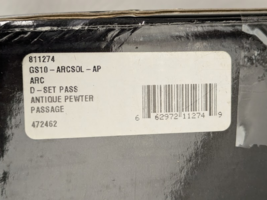 811274
GS10-ARCSOL-AP
ARC
D-SET PASS
ANTIQUE PEWTER
PASSAGE
472462
6 62972 11274 9